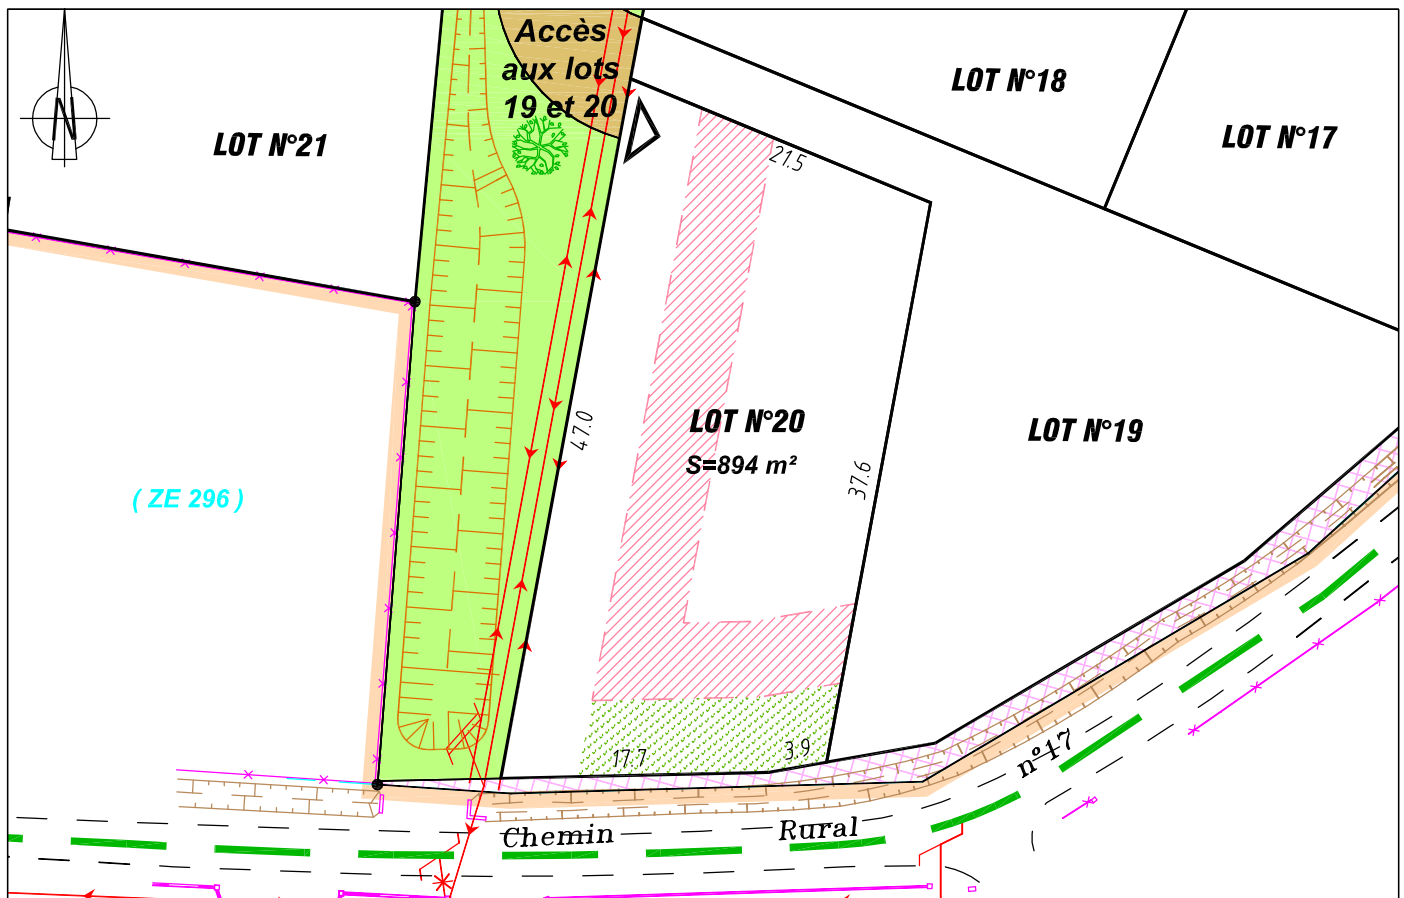 Accès
aux lots
19 et 20
N
LOT N°21
LOT N°18
LOT N°17
21.5
47.0
LOT N°20
S=894 m²
37.6
LOT N°19
( ZE 296 )
17.7
3.9
Chemin Rural n°17